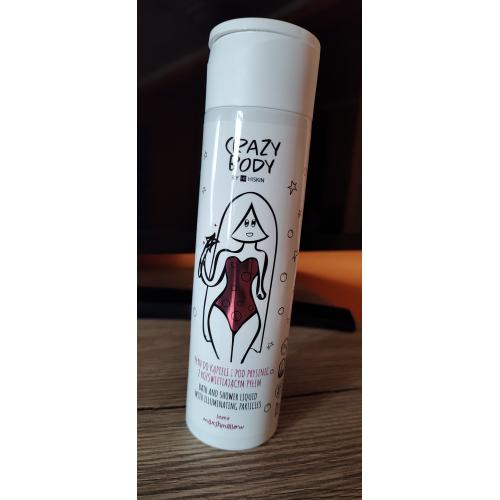 CRAZY
BODY
BY HISKIN
PŁYN DO KĄPIELI I POD PRYSZNIC
Z ROZŚWIETLAJĄCYM PYŁEM
BATH AND SHOWER LIQUID
WITH ILLUMINATING PARTICLES
marshmallow